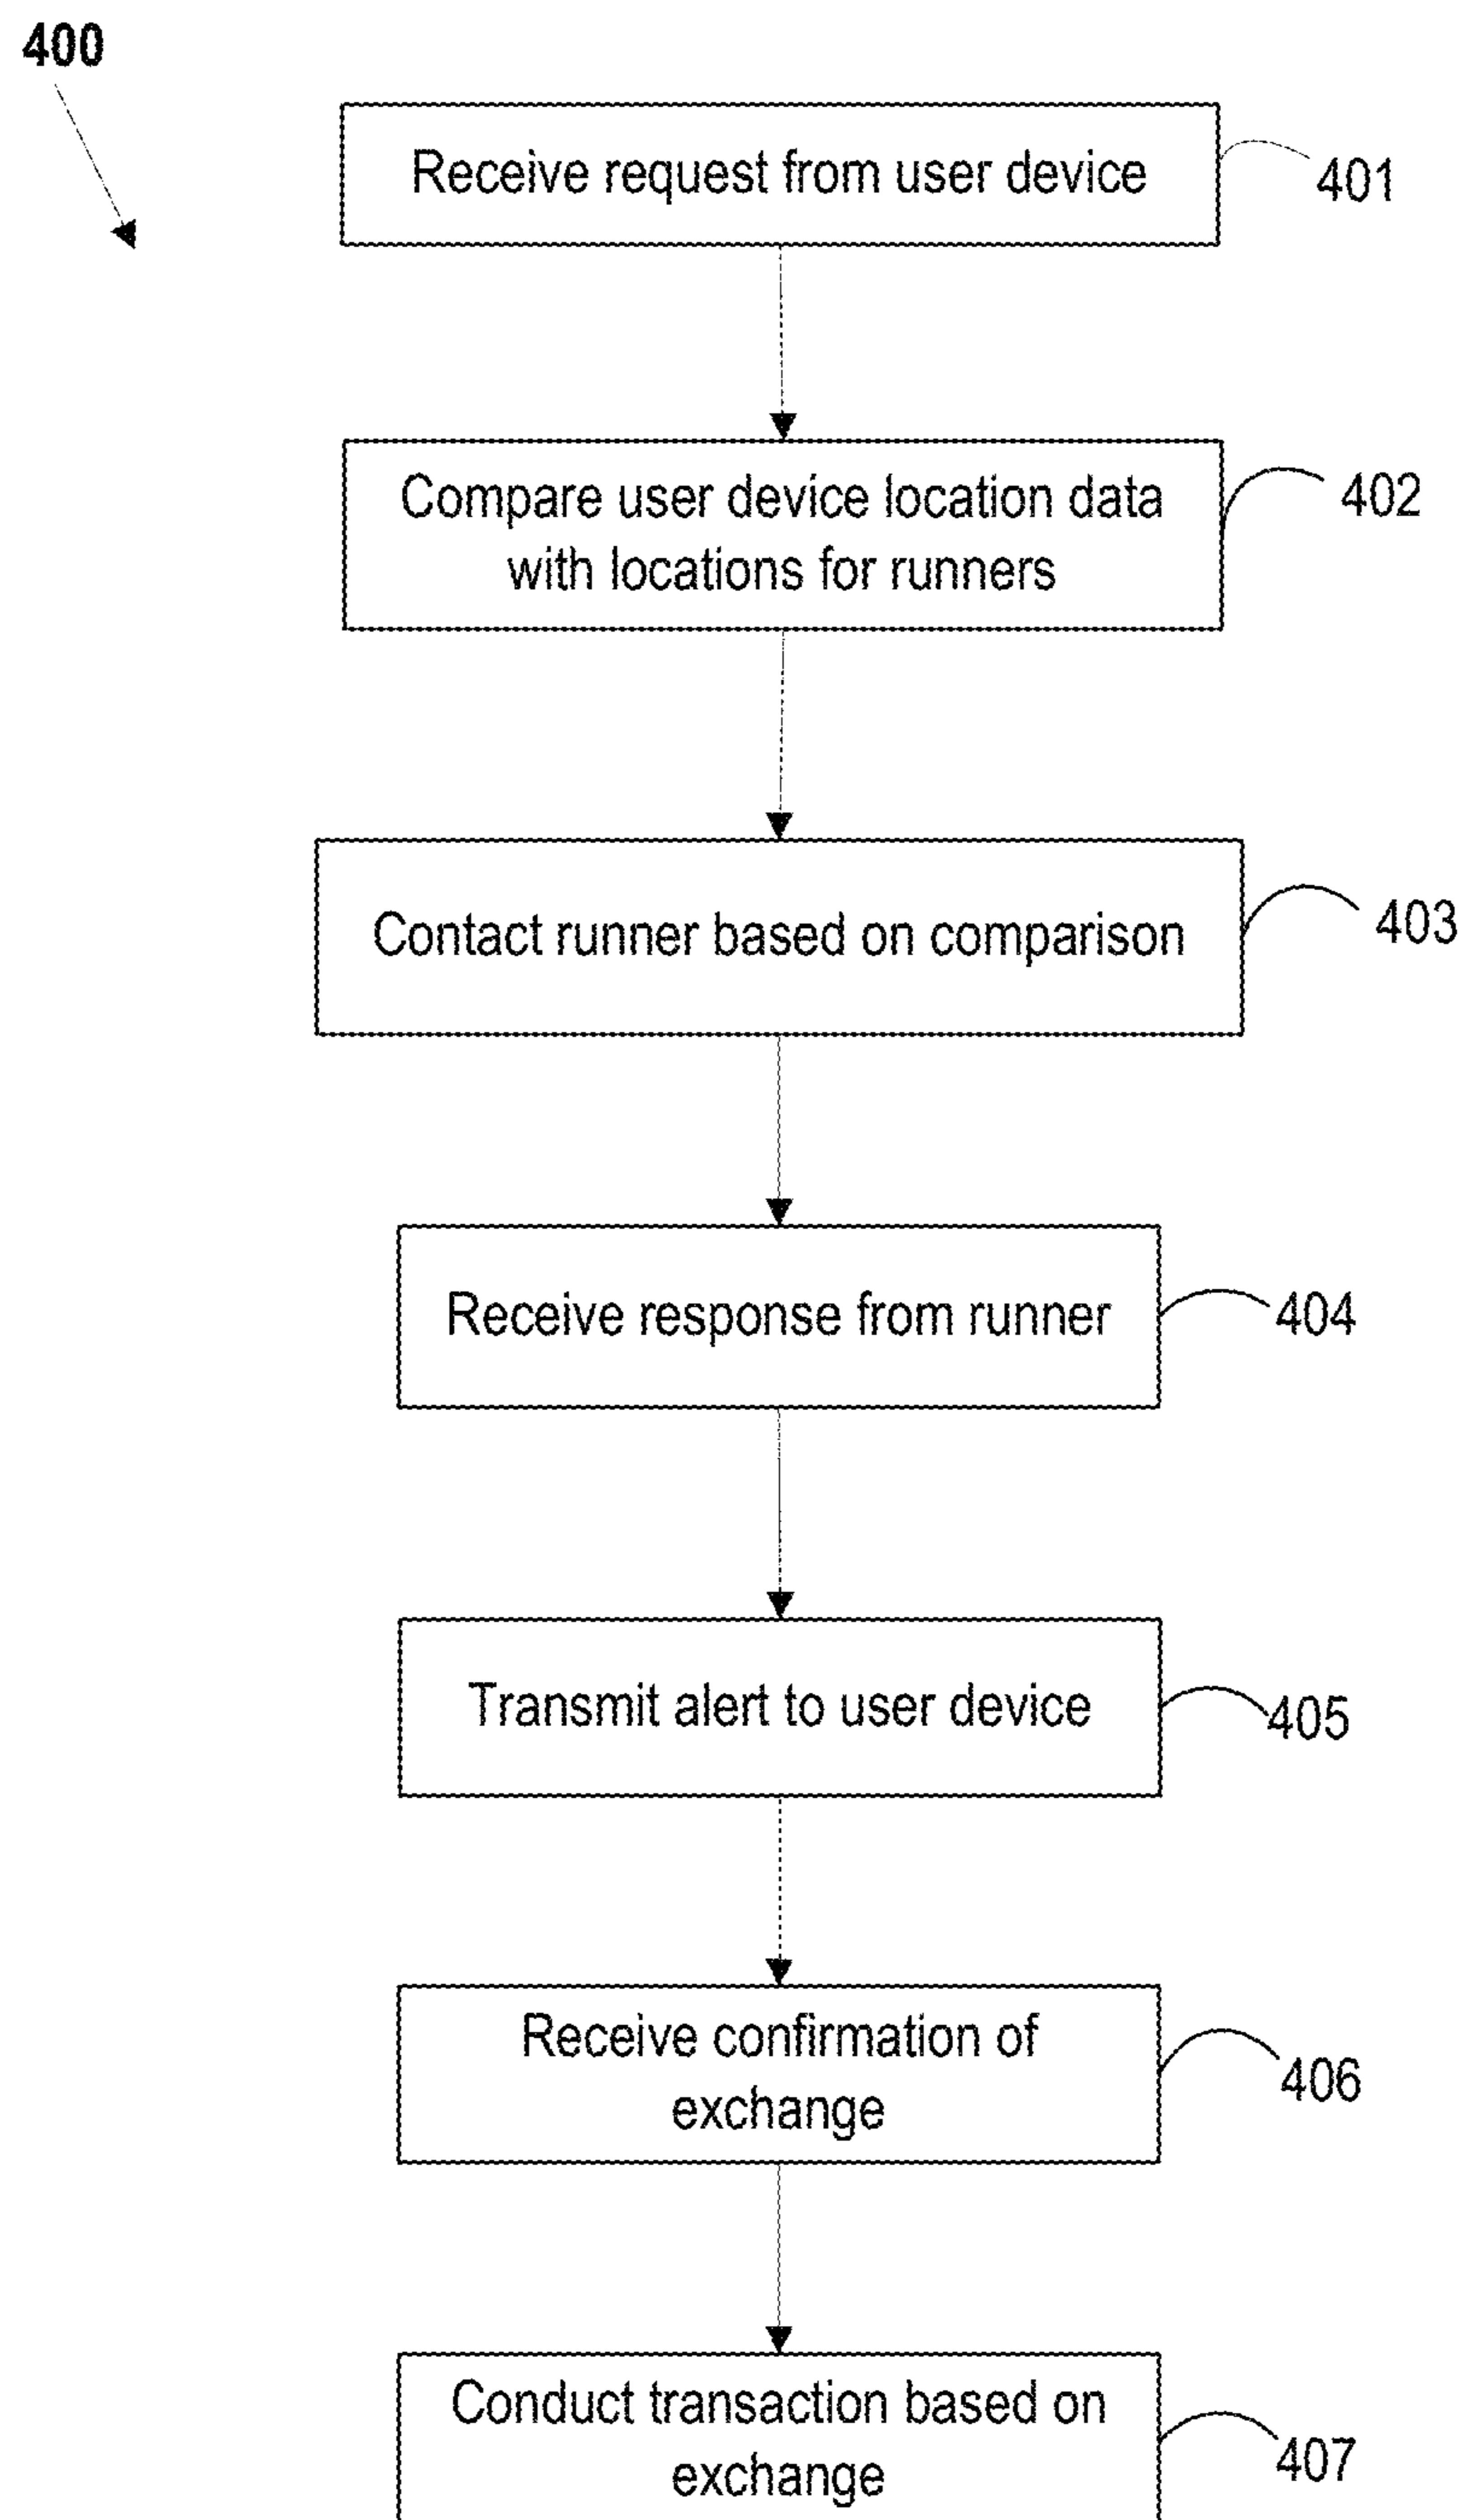 400
Receive request from user device
401
Compare user device location data
with locations for runners
402
Contact runner based on comparison
403
Receive response from runner
404
Transmit alert to user device
405
Receive confirmation of
exchange
406
Conduct transaction based on
exchange
407